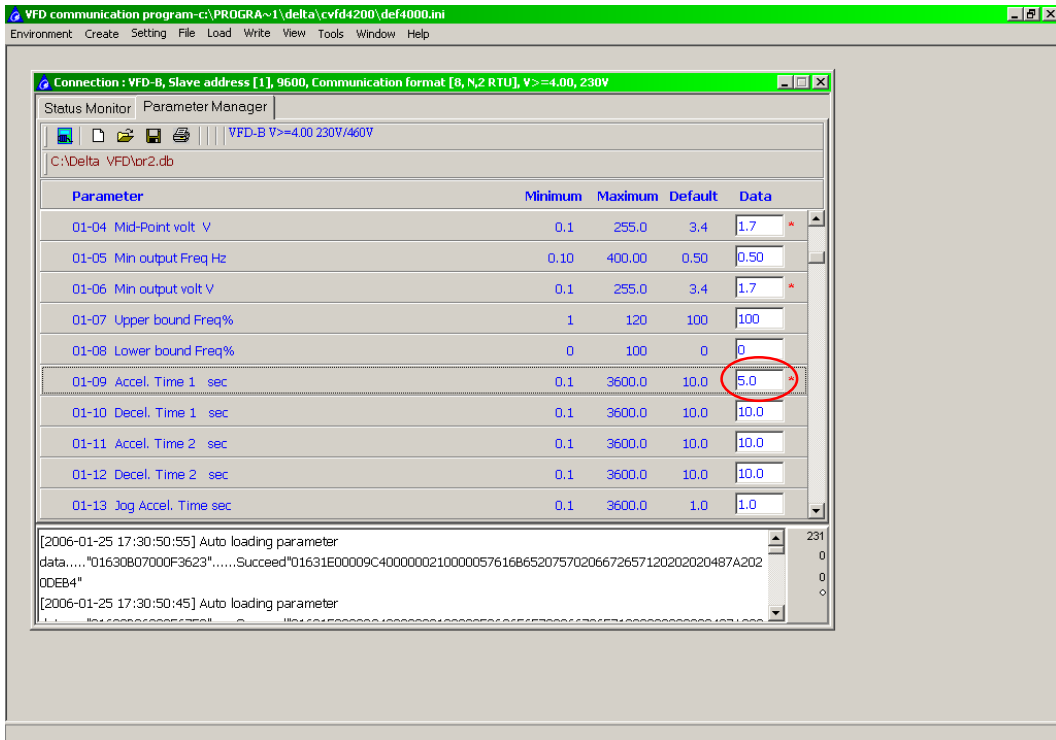 VFD communication program-c:\PROGRA~1\delta\cvfd4200\def4000.ini
Environment Create Setting File Load Write View Tools Window Help
Connection : VFD-B, Slave address [1], 9600, Communication format [8, N,2 RTU], V>=4.00, 230V
Status Monitor Parameter Manager
VFD-B V>=4.00 230V/460V
C:\Delta VFD\pr2.db
Parameter Minimum Maximum Default Data
01-04 Mid-Point volt V 0.1 255.0 3.4 1.7 *
01-05 Min output Freq Hz 0.10 400.00 0.50 0.50
01-06 Min output volt V 0.1 255.0 3.4 1.7 *
01-07 Upper bound Freq% 1 120 100 100
01-08 Lower bound Freq% 0 100 0 0
01-09 Accel. Time 1 sec 0.1 3600.0 10.0 5.0 *
01-10 Decel. Time 1 sec 0.1 3600.0 10.0 10.0
01-11 Accel. Time 2 sec 0.1 3600.0 10.0 10.0
01-12 Decel. Time 2 sec 0.1 3600.0 10.0 10.0
01-13 Jog Accel. Time sec 0.1 3600.0 1.0 1.0
[2006-01-25 17:30:50:55] Auto loading parameter
data....."01630B07000F3623"......Succeed"01631E00009C4000000210000057616B6520757020667265712020202020487A202
0DEB4"
[2006-01-25 17:30:50:45] Auto loading parameter
231
0
0